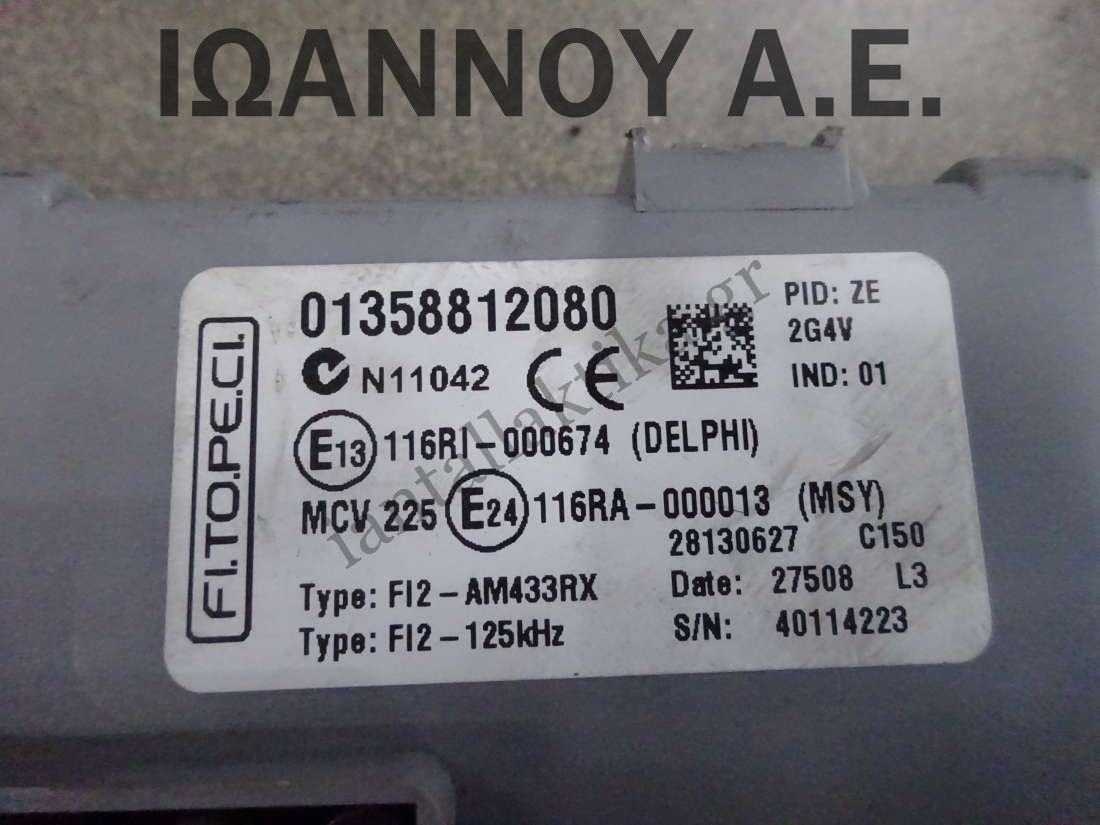 ΙΩΑΝΝΟΥ Α.Ε.
FI.TO.PE.C.I.
01358812080
N11042 CE
PID: ZE
2G4V
IND: 01
E13 116RI-000674 (DELPHI)
MCV 225 E24 116RA-000013 (MSY)
28130627 C150
Type: FI2-AM433RX
Date: 27508 L3
Type: FI2-125kHz
S/N: 40114223
iantallaktika.gr